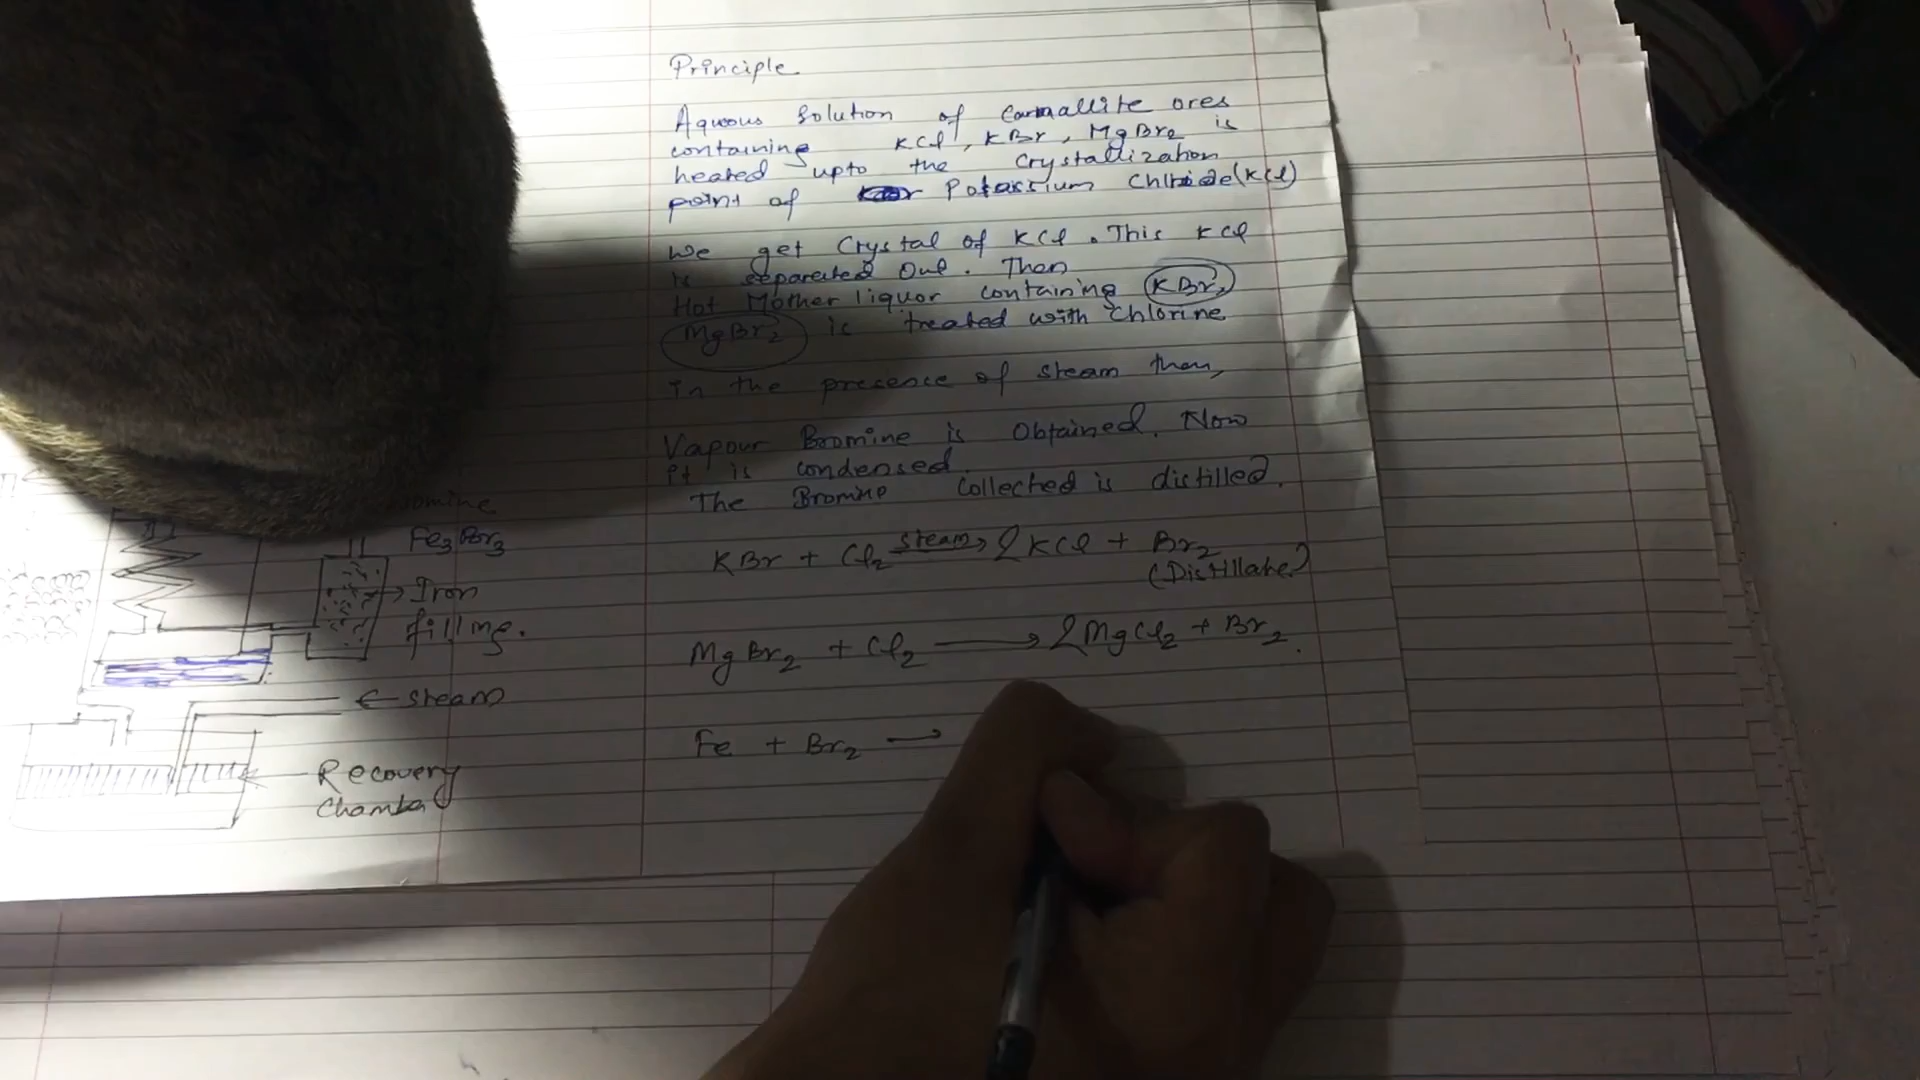 Principle
Aqueous Solution of Carnallite ores
containing KCl, KBr, MgBr2 is
heated upto the Crystallization
point of Potassium Chloride(KCl)
We get Crystal of KCl. This KCl
is separated Out. Then
Hot Mother liquor containing KBr,
MgBr2 is treated with Chlorine
in the presence of steam then,
Vapour Bromine is Obtained. Now
it is condensed.
The Bromine Collected is distilled.
KBr + Cl2 steam→ 2KCl + Br2
(Distillate)
MgBr2 + Cl2 → 2MgCl2 + Br2.
Fe + Br2 →
omine
Fe3Br3
→ Iron
filling.
← steam
Recovery
Chamber